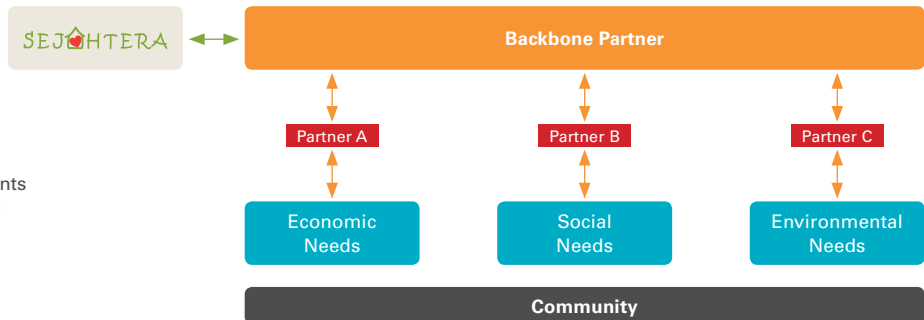 SEJAHTERA
Backbone Partner
Partner A
Partner B
Partner C
nts
Economic
Needs
Social
Needs
Environmental
Needs
Community